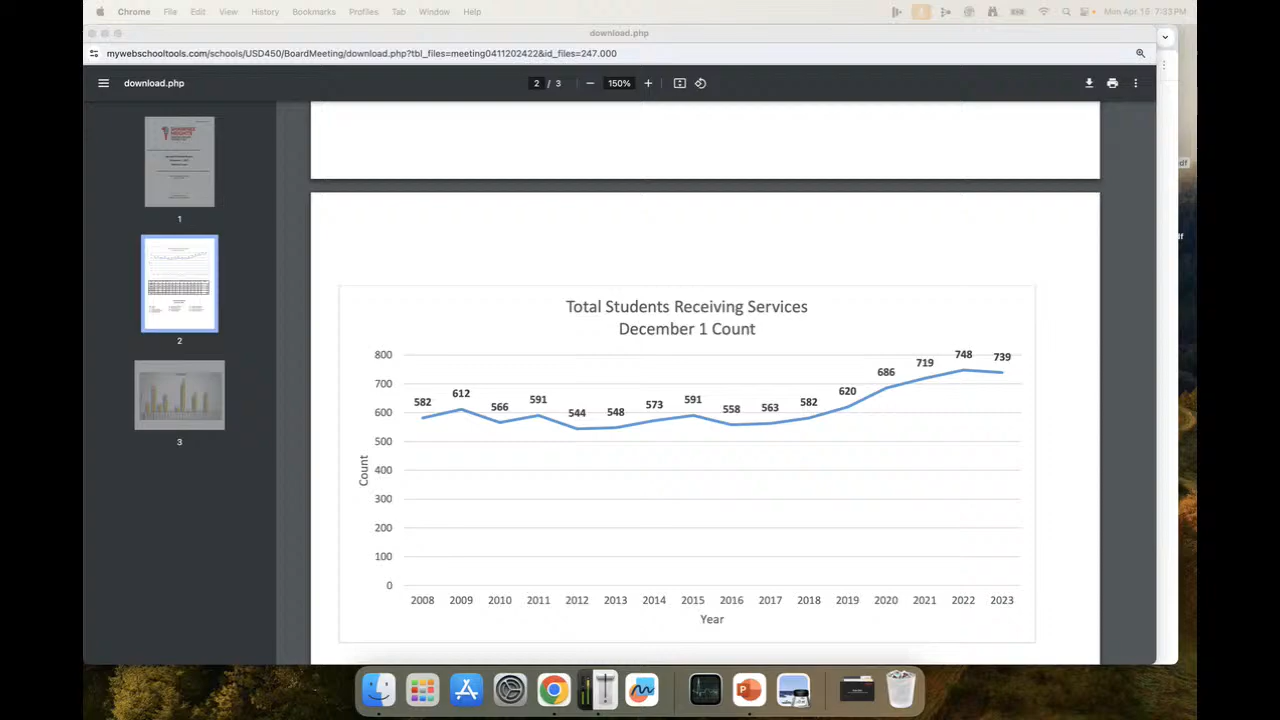 Chrome File Edit View History Bookmarks Profiles Tab Window Help Mon Apr 15 7:33 PM
download.php
mywebschooltools.com/schools/USD450/BoardMeeting/download.php?tbl_files=meeting0411202422&id_files=247.000
download.php 2 / 3 150%
1
2
3
Total Students Receiving Services
December 1 Count
800
700
600
500
400
300
200
100
0
Count
582 612 566 591 544 548 573 591 558 563 582 620 686 719 748 739
2008 2009 2010 2011 2012 2013 2014 2015 2016 2017 2018 2019 2020 2021 2022 2023
Year